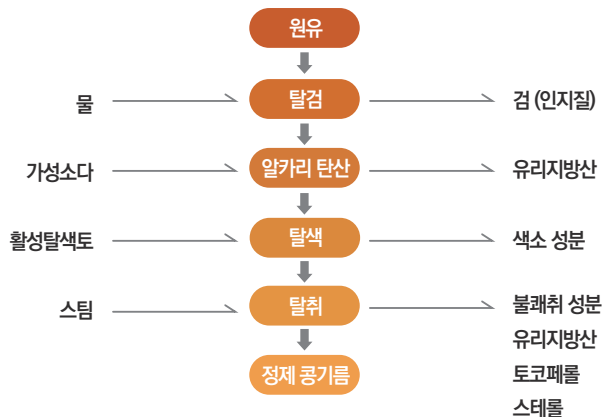 원유
물
탈검
검 (인지질)
가성소다
알카리 탄산
유리지방산
활성탈색토
탈색
색소 성분
스팀
탈취
불쾌취 성분
유리지방산
토코페롤
스테롤
정제 콩기름